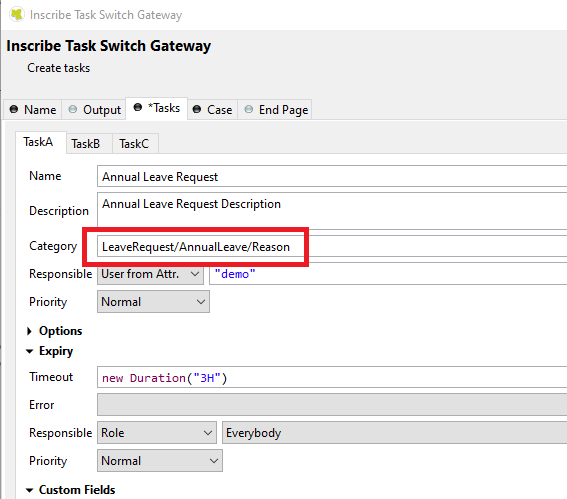 Inscribe Task Switch Gateway
Inscribe Task Switch Gateway
Create tasks
Name Output *Tasks Case End Page
TaskA TaskB TaskC
Name Annual Leave Request
Description Annual Leave Request Description
Category LeaveRequest/AnnualLeave/Reason
Responsible User from Attr. "demo"
Priority Normal
Options
Expiry
Timeout new Duration("3H")
Error
Responsible Role Everybody
Priority Normal
Custom Fields